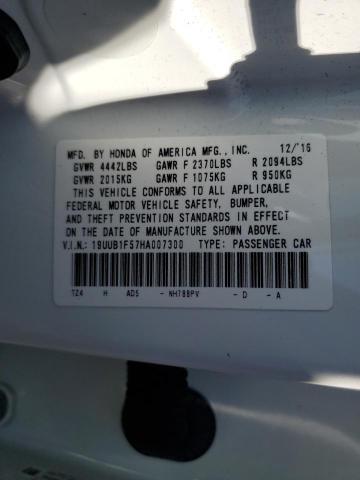 MFD. BY HONDA OF AMERICA MFG., INC. 12/'16
GVWR 4442LBS GAWR F 2370LBS R 2094LBS
GVWR 2015KG GAWR F 1075KG R 950KG
THIS VEHICLE CONFORMS TO ALL APPLICABLE
FEDERAL MOTOR VEHICLE SAFETY, BUMPER,
AND THEFT PREVENTION STANDARDS IN EFFECT
ON THE DATE OF MANUFACTURE SHOWN ABOVE.
V.I.N.: 19UUB1F57HA007300 TYPE: PASSENGER CAR
TZ4 H AD5 - NH788PV - D - A